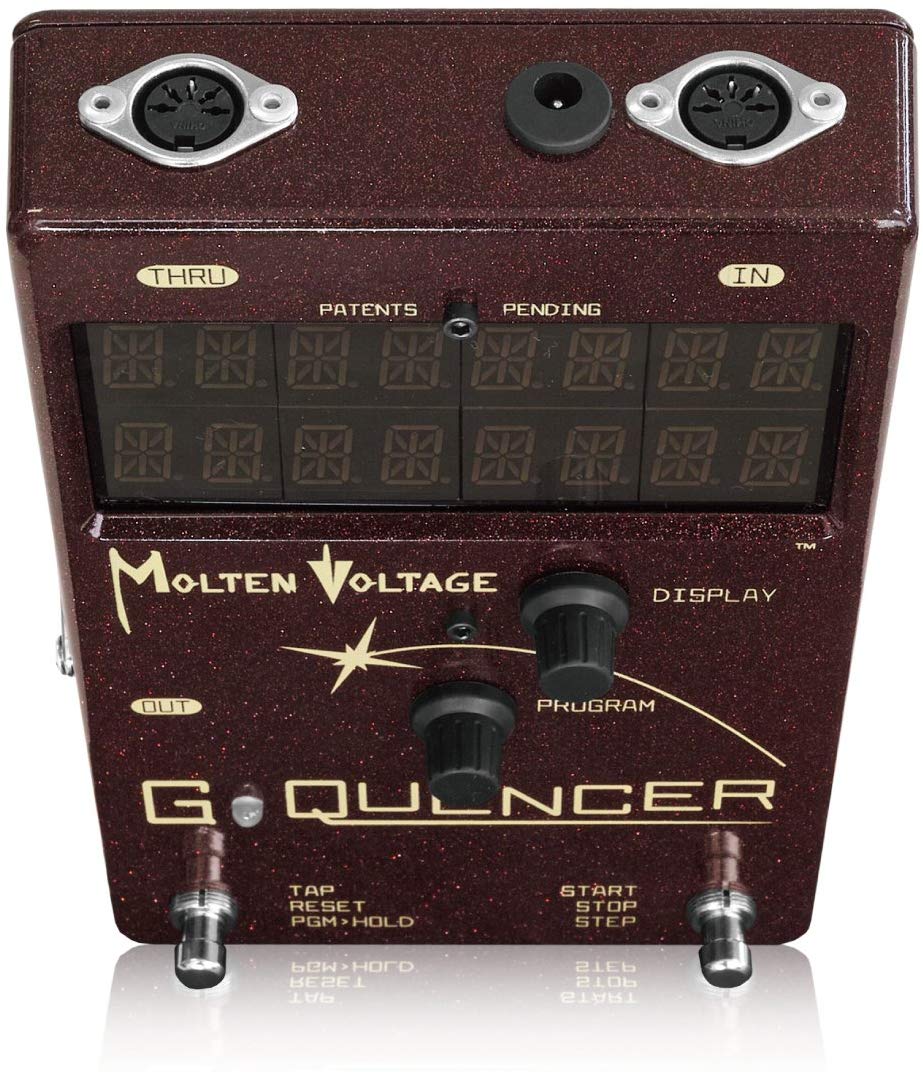 THRU
IN
PATENTS PENDING
™
MOLTEN VOLTAGE
DISPLAY
OUT
PROGRAM
G QUENCER
TAP
RESET
PGM>HOLD
START
STOP
STEP